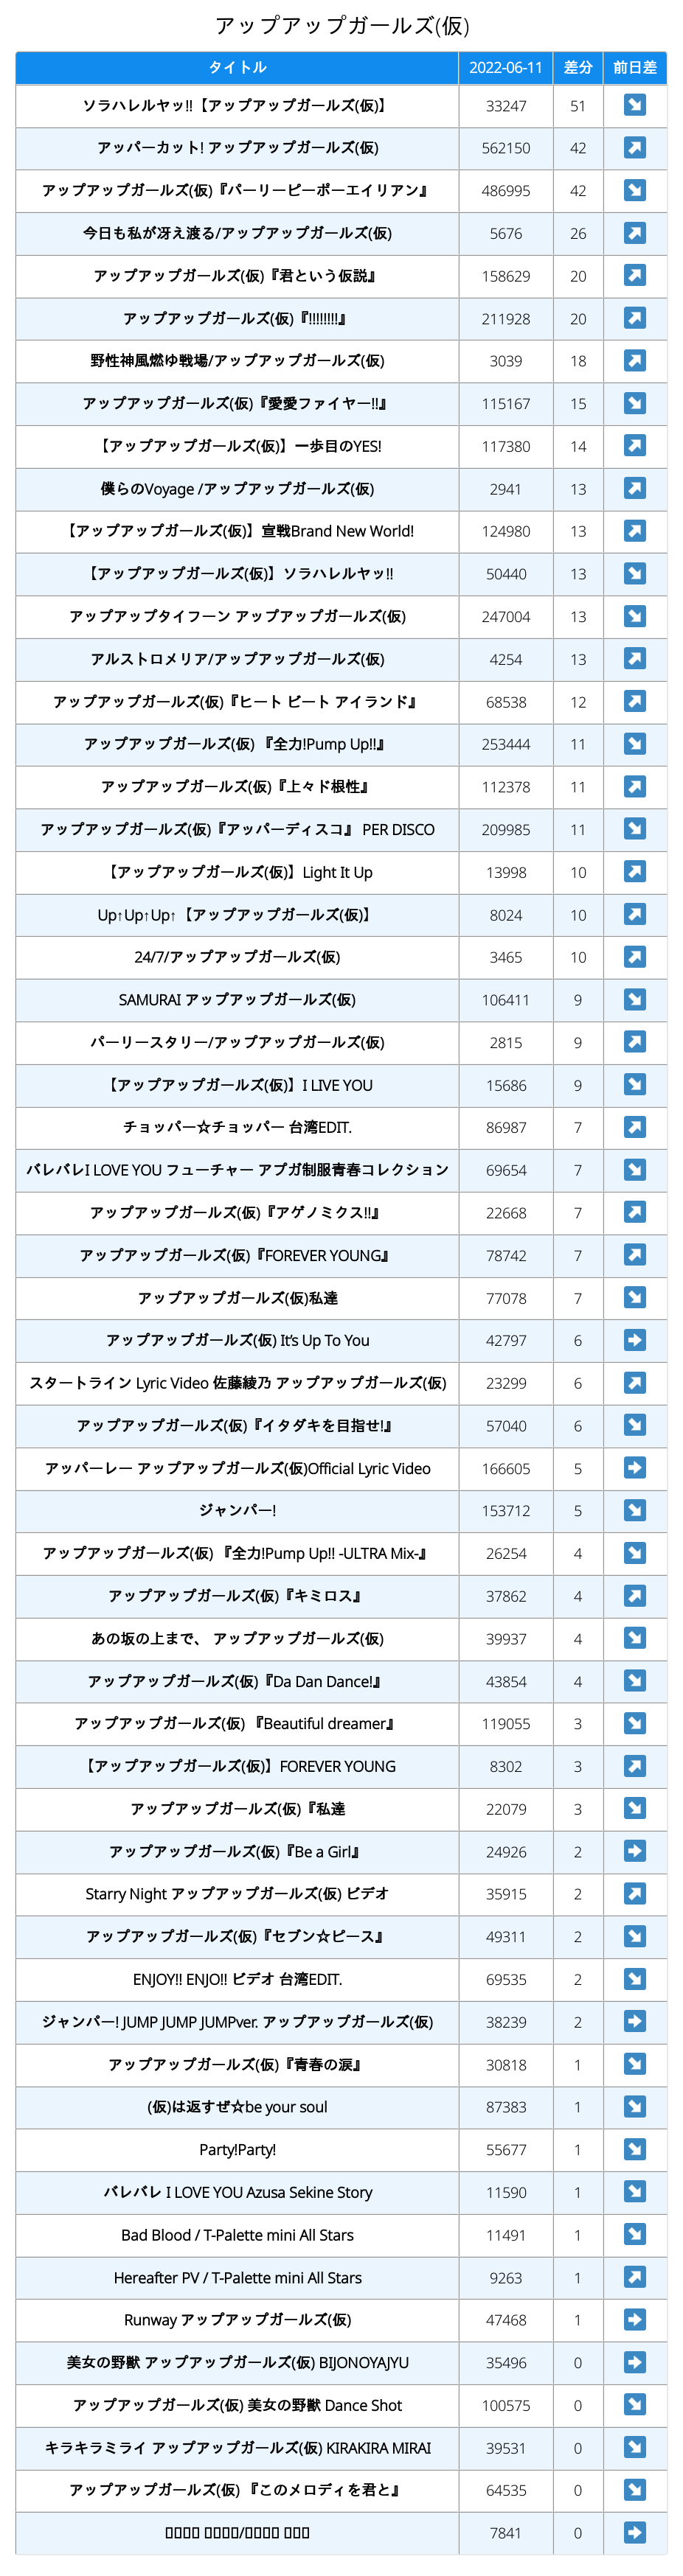 アップアップガールズ(仮)
タイトル 2022-06-11 差分 前日差
ソラハレルヤッ!!【アップアップガールズ(仮)】 33247 51 ↘
アッパーカット! アップアップガールズ(仮) 562150 42 ↗
アップアップガールズ(仮)『パーリーピーポーエイリアン』 486995 42 ↘
今日も私が冴え渡る/アップアップガールズ(仮) 5676 26 ↗
アップアップガールズ(仮)『君という仮説』 158629 20 ↗
アップアップガールズ(仮)『!!!!!!!!』 211928 20 ↗
野性神風燃ゆ戦場/アップアップガールズ(仮) 3039 18 ↗
アップアップガールズ(仮)『愛愛ファイヤー!!』 115167 15 ↘
【アップアップガールズ(仮)】一歩目のYES! 117380 14 ↗
僕らのVoyage /アップアップガールズ(仮) 2941 13 ↗
【アップアップガールズ(仮)】宣戦Brand New World! 124980 13 ↗
【アップアップガールズ(仮)】ソラハレルヤッ!! 50440 13 ↘
アップアップタイフーン アップアップガールズ(仮) 247004 13 ↘
アルストロメリア/アップアップガールズ(仮) 4254 13 ↗
アップアップガールズ(仮)『ヒート ビート アイランド』 68538 12 ↗
アップアップガールズ(仮) 『全力!Pump Up!!』 253444 11 ↘
アップアップガールズ(仮)『上々ド根性』 112378 11 ↗
アップアップガールズ(仮)『アッパーディスコ』 PER DISCO 209985 11 ↘
【アップアップガールズ(仮)】Light It Up 13998 10 ↗
Up↑Up↑Up↑【アップアップガールズ(仮)】 8024 10 ↗
24/7/アップアップガールズ(仮) 3465 10 ↗
SAMURAI アップアップガールズ(仮) 106411 9 ↘
パーリースタリー/アップアップガールズ(仮) 2815 9 ↗
【アップアップガールズ(仮)】I LIVE YOU 15686 9 ↘
チョッパー☆チョッパー 台湾EDIT. 86987 7 ↗
バレバレI LOVE YOU フューチャー アプガ制服青春コレクション 69654 7 ↘
アップアップガールズ(仮)『アゲノミクス!!』 22668 7 ↗
アップアップガールズ(仮)『FOREVER YOUNG』 78742 7 ↗
アップアップガールズ(仮)私達 77078 7 ↘
アップアップガールズ(仮) It's Up To You 42797 6 ➡
スタートライン Lyric Video 佐藤綾乃 アップアップガールズ(仮) 23299 6 ↗
アップアップガールズ(仮)『イタダキを目指せ!』 57040 6 ↘
アッパーレー アップアップガールズ(仮)Official Lyric Video 166605 5 ➡
ジャンパー! 153712 5 ↘
アップアップガールズ(仮) 『全力!Pump Up!! -ULTRA Mix-』 26254 4 ↘
アップアップガールズ(仮)『キミロス』 37862 4 ↗
あの坂の上まで、 アップアップガールズ(仮) 39937 4 ↘
アップアップガールズ(仮)『Da Dan Dance!』 43854 4 ↘
アップアップガールズ(仮) 『Beautiful dreamer』 119055 3 ↘
【アップアップガールズ(仮)】FOREVER YOUNG 8302 3 ↗
アップアップガールズ(仮)『私達 22079 3 ↘
アップアップガールズ(仮)『Be a Girl』 24926 2 ➡
Starry Night アップアップガールズ(仮) ビデオ 35915 2 ↗
アップアップガールズ(仮)『セブン☆ピース』 49311 2 ↘
ENJOY!! ENJO!! ビデオ 台湾EDIT. 69535 2 ↘
ジャンパー! JUMP JUMP JUMPver. アップアップガールズ(仮) 38239 2 ➡
アップアップガールズ(仮)『青春の涙』 30818 1 ↘
(仮)は返すぜ☆be your soul 87383 1 ↘
Party!Party! 55677 1 ↘
バレバレ I LOVE YOU Azusa Sekine Story 11590 1 ↘
Bad Blood / T-Palette mini All Stars 11491 1 ↘
Hereafter PV / T-Palette mini All Stars 9263 1 ↗
Runway アップアップガールズ(仮) 47468 1 ➡
美女の野獣 アップアップガールズ(仮) BIJONOYAJYU 35496 0 ➡
アップアップガールズ(仮) 美女の野獣 Dance Shot 100575 0 ↘
キラキラミライ アップアップガールズ(仮) KIRAKIRA MIRAI 39531 0 ↘
アップアップガールズ(仮) 『このメロディを君と』 64535 0 ↘
7841 0 ➡